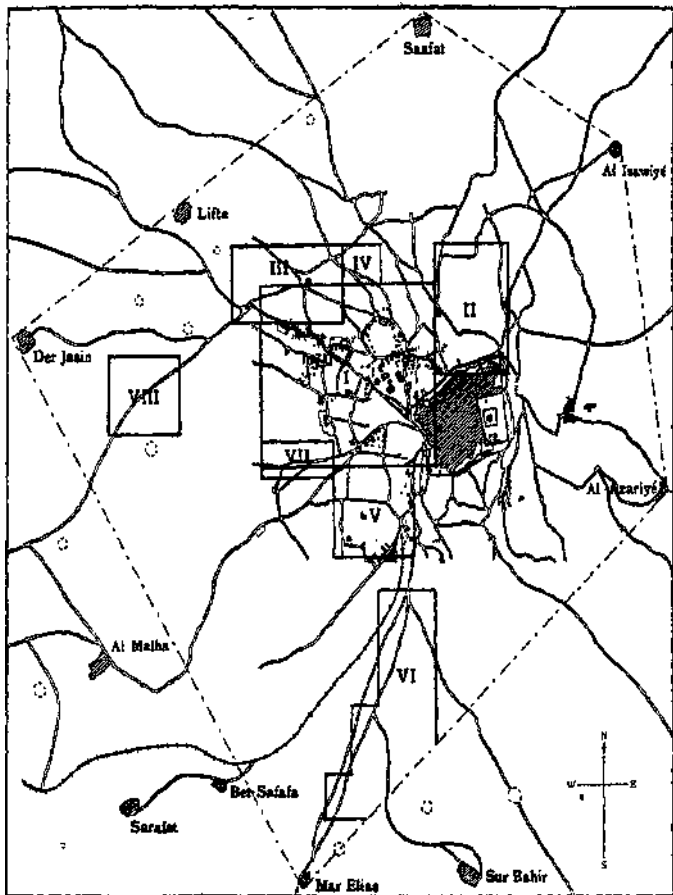 Saafat
Al Isawiyé
Lifta
III
IV
II
Der Jasin
I
VIII
VII
Al Azariyé
V
Al Malha
VI
N
W E
S
Bet Safafa
Sarafat
Mar Elias
Sur Bahir